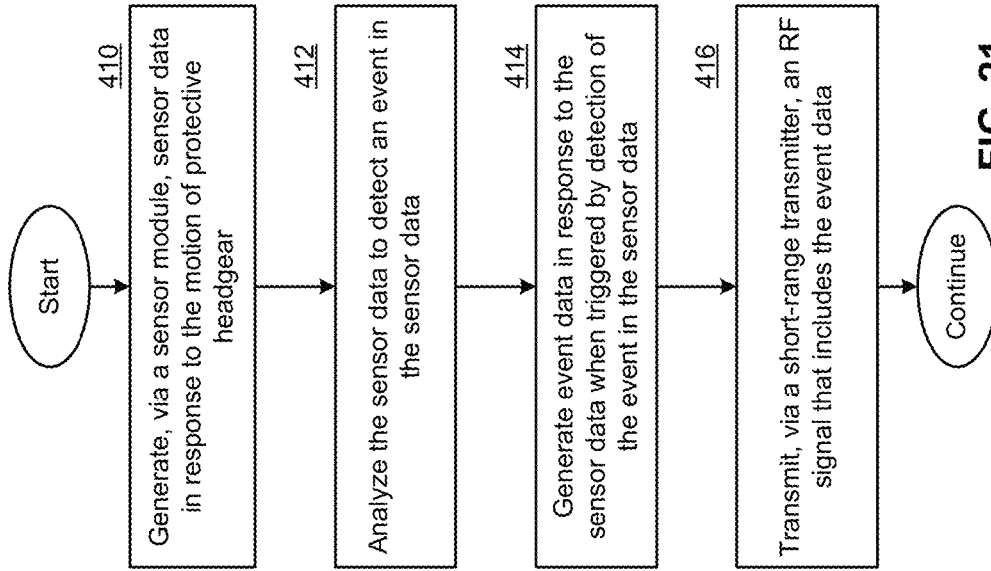 Start
410
Generate, via a sensor module, sensor data
in response to the motion of protective
headgear
412
Analyze the sensor data to detect an event in
the sensor data
414
Generate event data in response to the
sensor data when triggered by detection of
the event in the sensor data
416
Transmit, via a short-range transmitter, an RF
signal that includes the event data
Continue
FIG.